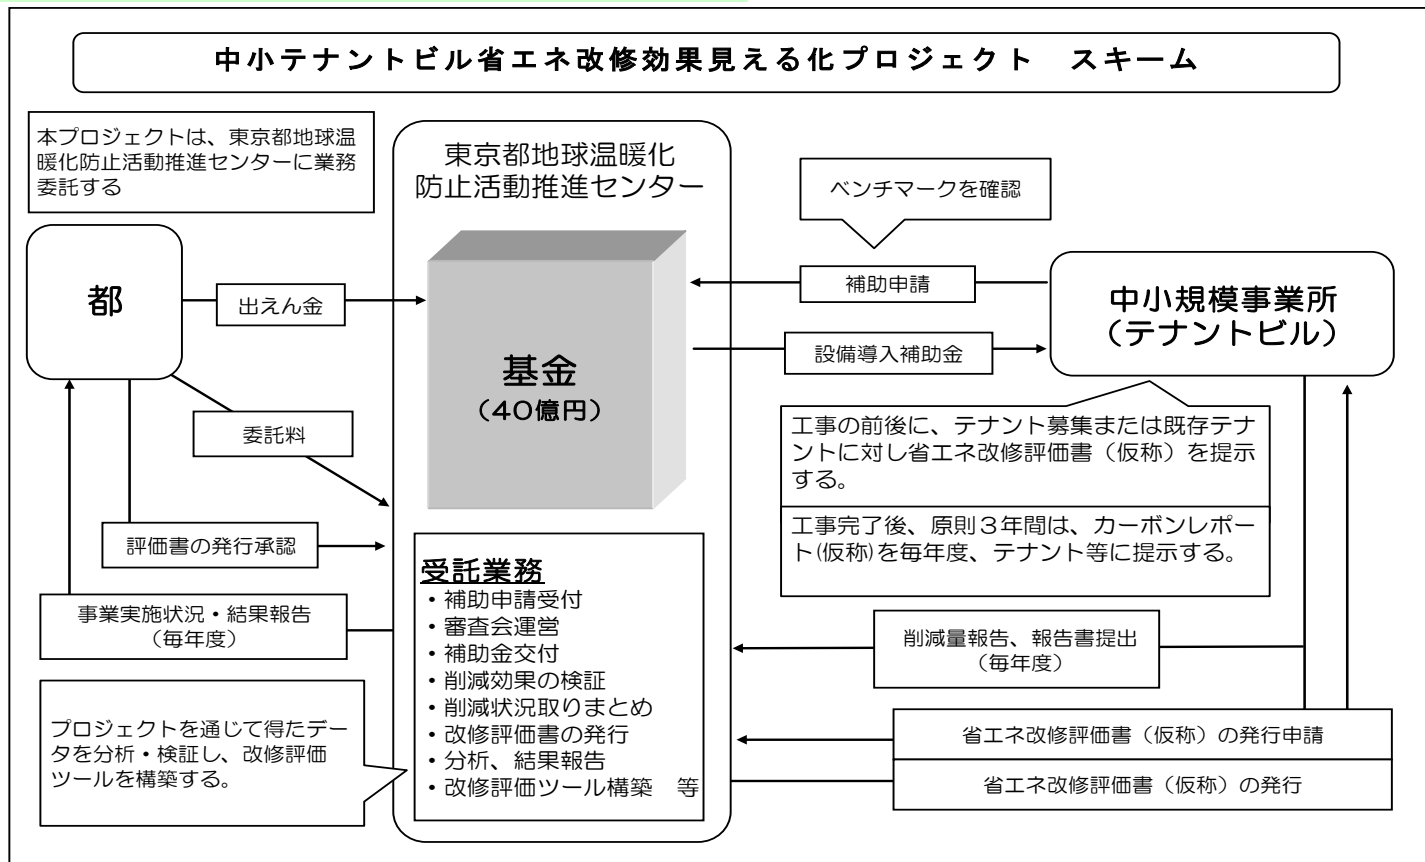 中小テナントビル省エネ改修効果見える化プロジェクト　スキーム
本プロジェクトは、東京都地球温
暖化防止活動推進センターに業務
委託する
東京都地球温暖化
防止活動推進センター
ベンチマークを確認
都
出えん金
補助申請
中小規模事業所
（テナントビル）
基金
（40億円）
設備導入補助金
委託料
工事の前後に、テナント募集または既存テナ
ントに対し省エネ改修評価書（仮称）を提示
する。
工事完了後、原則３年間は、カーボンレポー
ト(仮称)を毎年度、テナント等に提示する。
評価書の発行承認
事業実施状況・結果報告
（毎年度）
受託業務
・補助申請受付
・審査会運営
・補助金交付
・削減効果の検証
・削減状況取りまとめ
・改修評価書の発行
・分析、結果報告
・改修評価ツール構築　等
削減量報告、報告書提出
（毎年度）
プロジェクトを通じて得たデー
タを分析・検証し、改修評価
ツールを構築する。
省エネ改修評価書（仮称）の発行申請
省エネ改修評価書（仮称）の発行